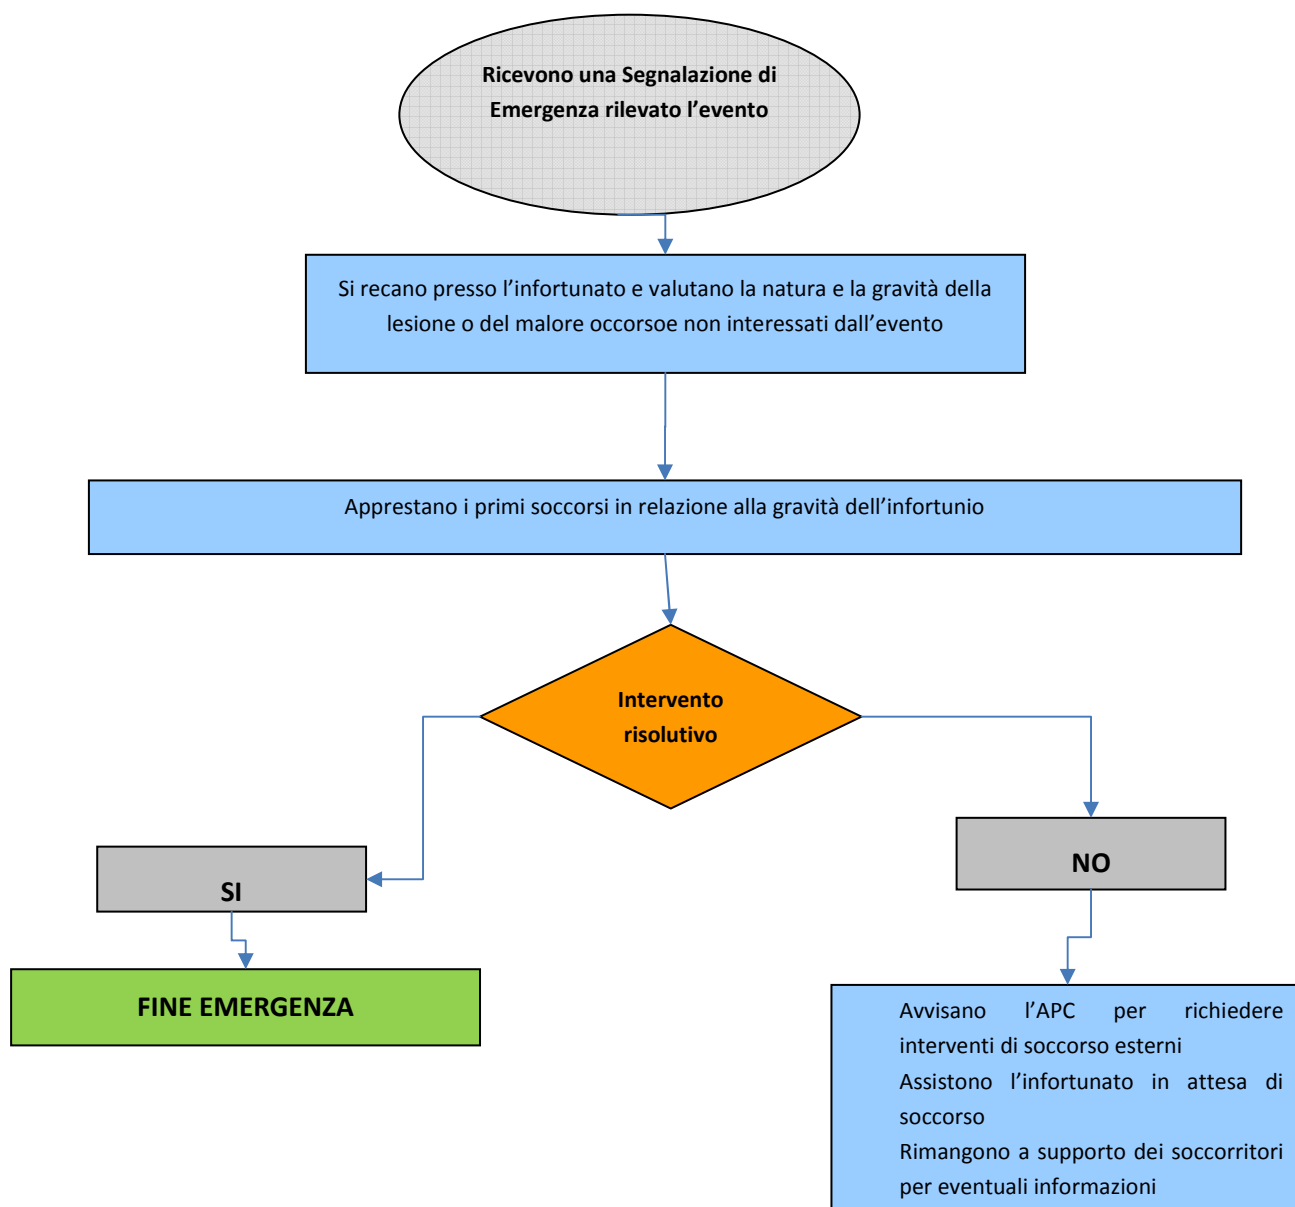 Ricevono una Segnalazione di
Emergenza rilevato l’evento
Si recano presso l’infortunato e valutano la natura e la gravità della
lesione o del malore occorsoe non interessati dall’evento
Apprestano i primi soccorsi in relazione alla gravità dell’infortunio
Intervento
risolutivo
SI
NO
FINE EMERGENZA
Avvisano l’APC per richiedere
interventi di soccorso esterni
Assistono l’infortunato in attesa di
soccorso
Rimangono a supporto dei soccorritori
per eventuali informazioni